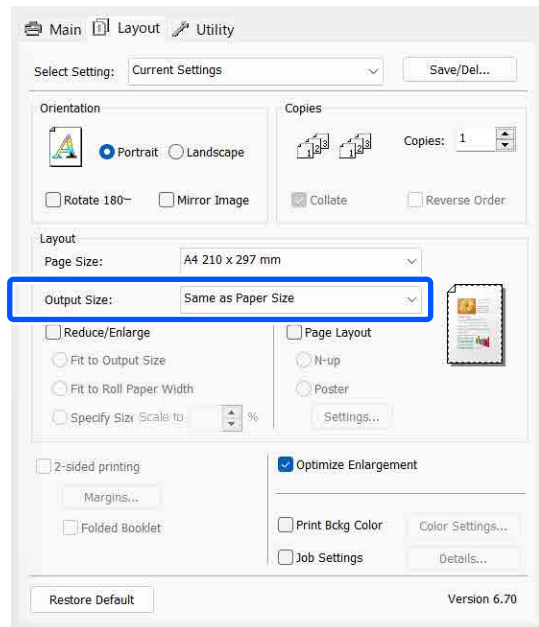 Main Layout Utility
Select Setting: Current Settings Save/Del...
Orientation
Portrait Landscape
Rotate 180~ Mirror Image
Copies
Copies: 1
Collate Reverse Order
Layout
Page Size: A4 210 x 297 mm
Output Size: Same as Paper Size
Reduce/Enlarge
Fit to Output Size
Fit to Roll Paper Width
Specify Size Scale to %
Page Layout
N-up
Poster
Settings...
2-sided printing
Margins...
Folded Booklet
Optimize Enlargement
Print Bckg Color Color Settings...
Job Settings Details...
Restore Default Version 6.70